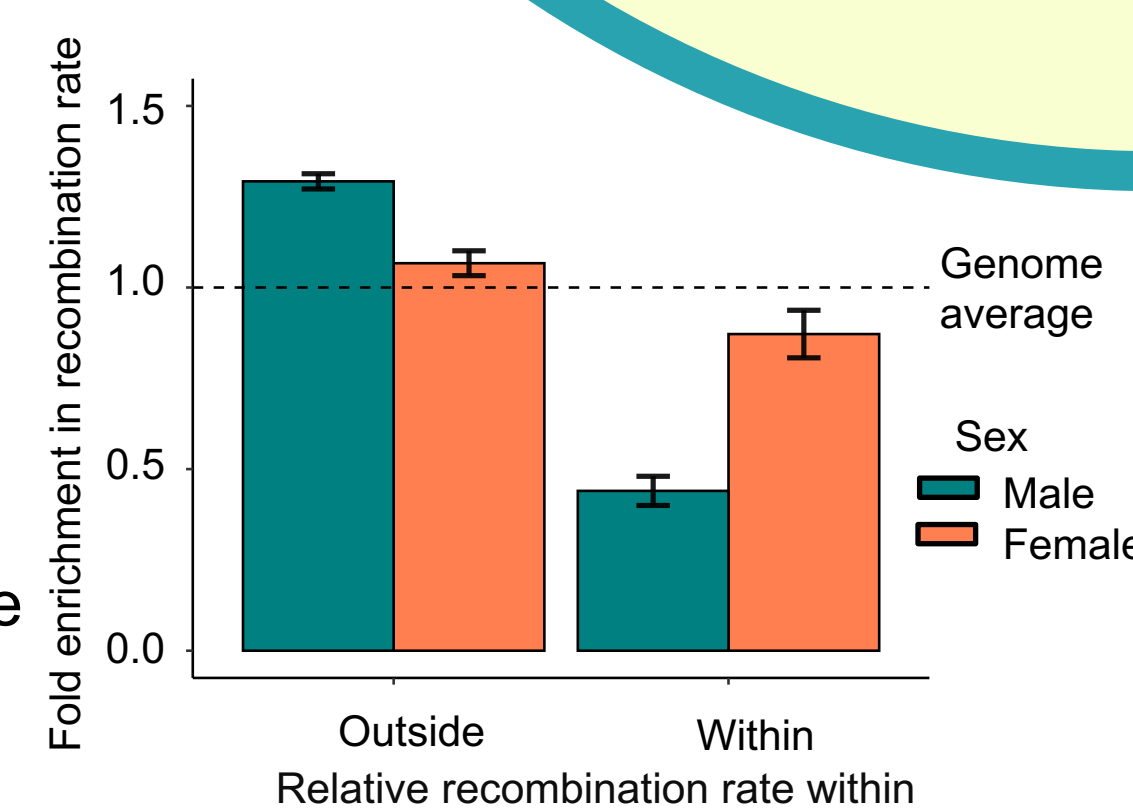 Fold enrichment in recombination rate
1.5
1.0
0.5
0.0
Genome
average
Sex
Male
Female
Outside
Within
Relative recombination rate within